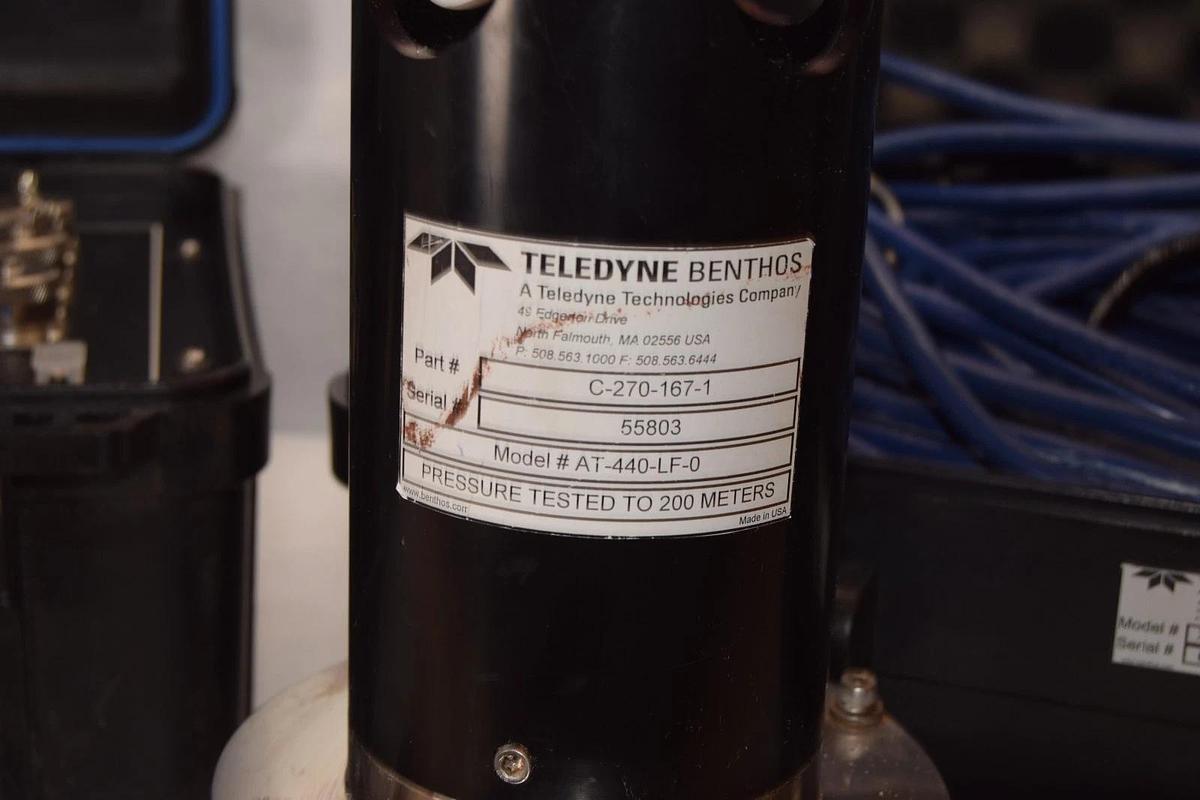 TELEDYNE BENTHOS
A Teledyne Technologies Company
49 Edgerton Drive
North Falmouth, MA 02556 USA
P: 508.563.1000 F: 508.563.6444
Part # C-270-167-1
Serial # 55803
Model # AT-440-LF-0
PRESSURE TESTED TO 200 METERS
www.benthos.com Made in USA
Model #
Serial #